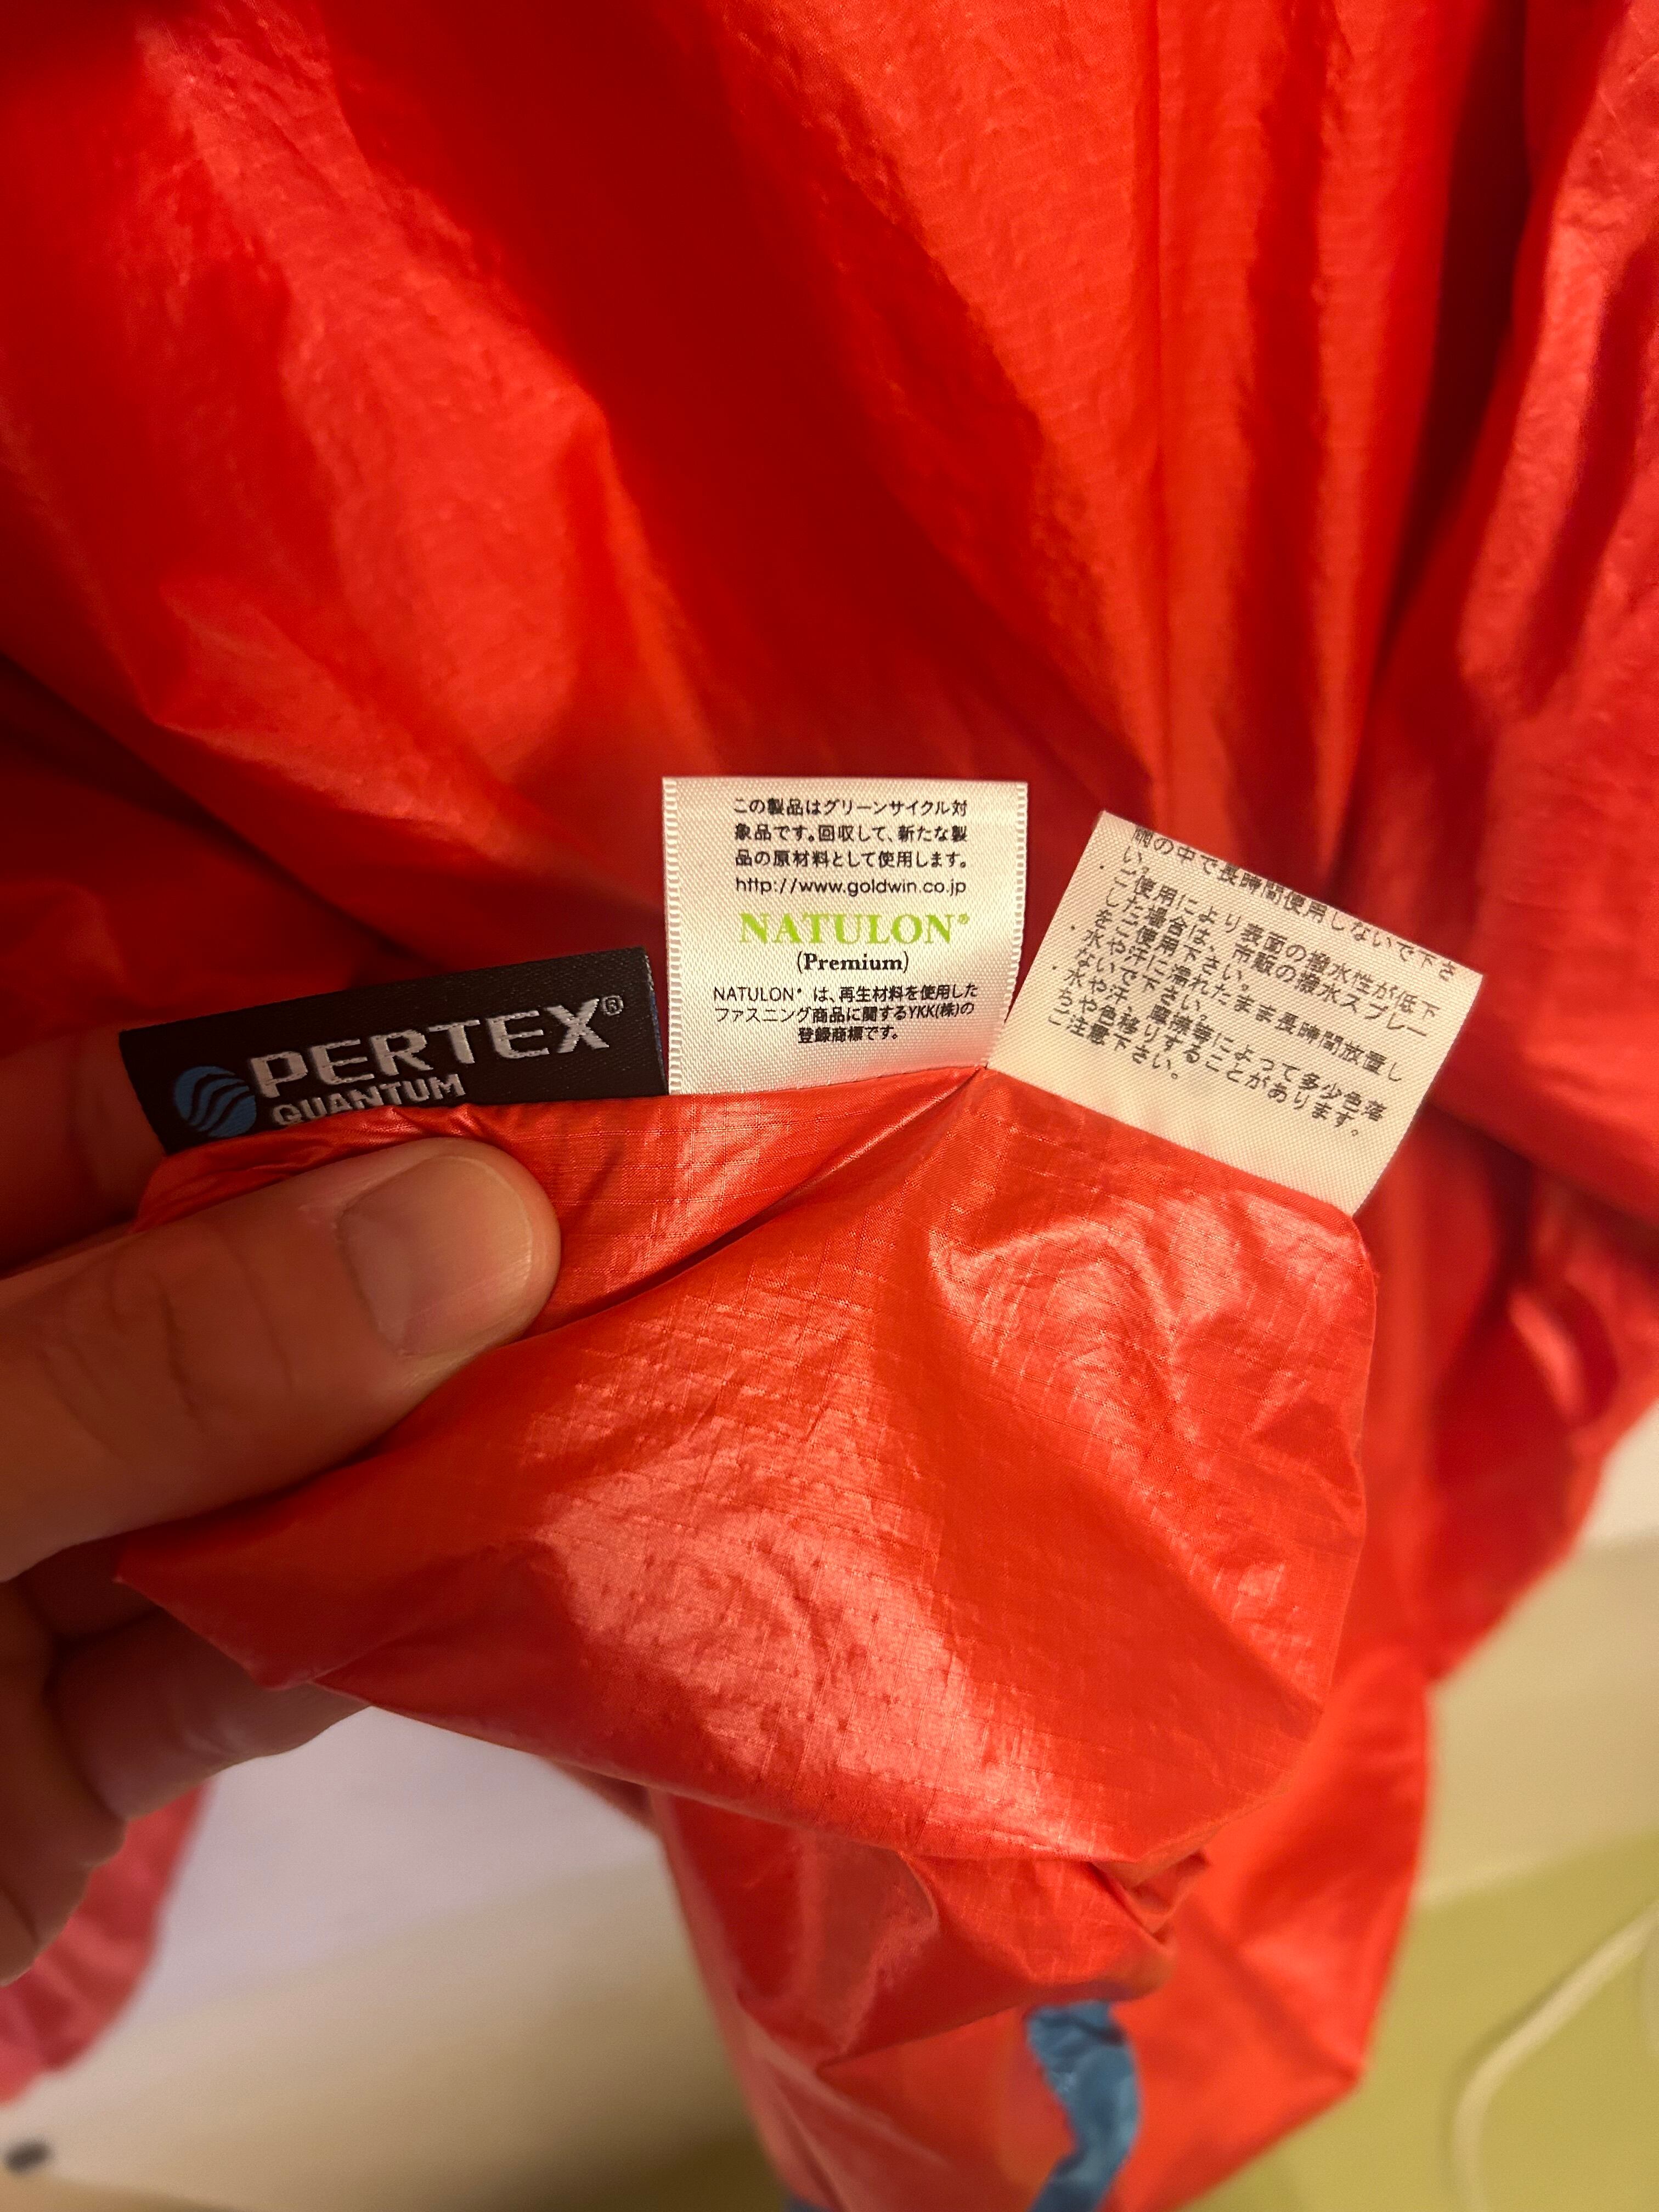 PERTEX®
QUANTUM
この製品はグリーンサイクル対
象品です。回収して、新たな製
品の原材料として使用します。
http://www.goldwin.co.jp
NATULON®
(Premium)
NATULON® は、再生材料を使用した
ファスニング商品に関するYKK(株)の
登録商標です。
の中で長時間使用しないで下さ
い。
・ご使用により表面の撥水性が低下
した場合は、市販の撥水スプレー
をご使用下さい。
・水や汗に濡れたまま長時間放置し
ないで下さい。
・水や汗、摩擦等によって多少色落
ちや色移りすることがあります。
ご注意下さい。